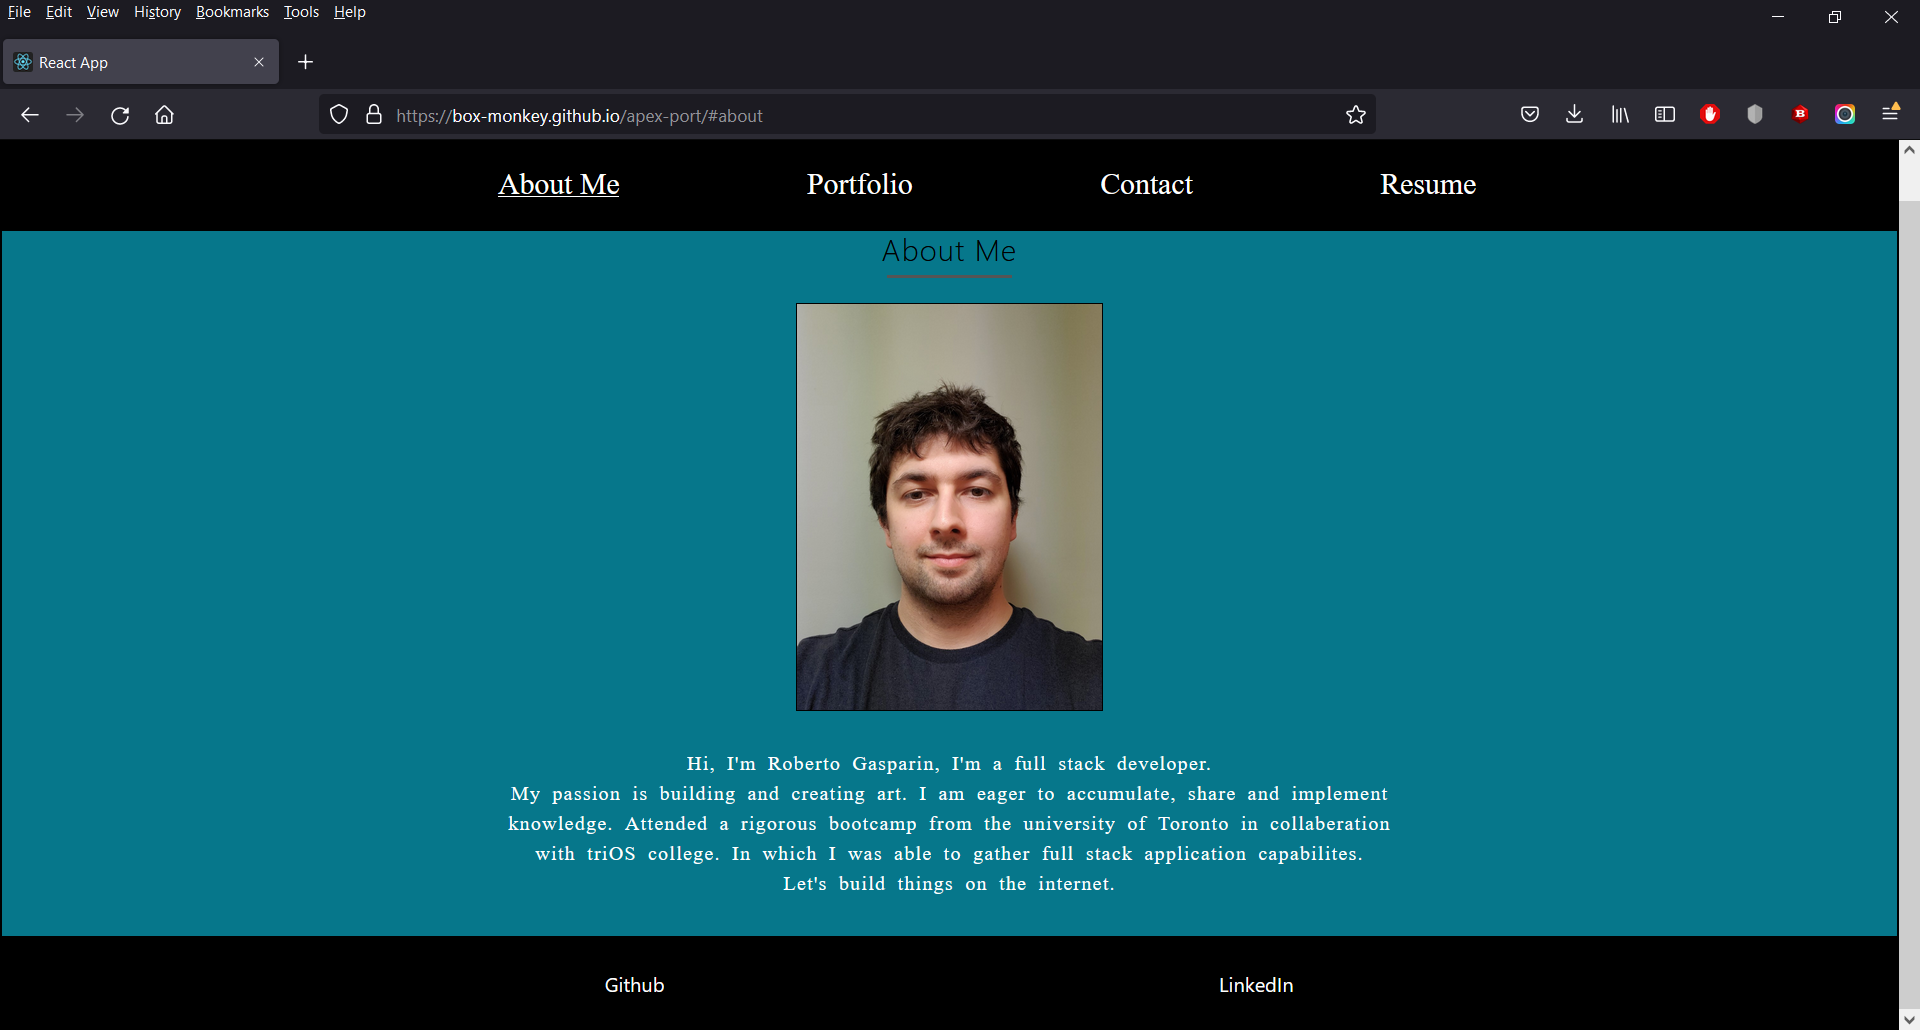 File Edit View History Bookmarks Tools Help
React App
https://box-monkey.github.io/apex-port/#about
About Me Portfolio Contact Resume
About Me
Hi, I'm Roberto Gasparin, I'm a full stack developer.
My passion is building and creating art. I am eager to accumulate, share and implement
knowledge. Attended a rigorous bootcamp from the university of Toronto in collaberation
with triOS college. In which I was able to gather full stack application capabilites.
Let's build things on the internet.
Github LinkedIn